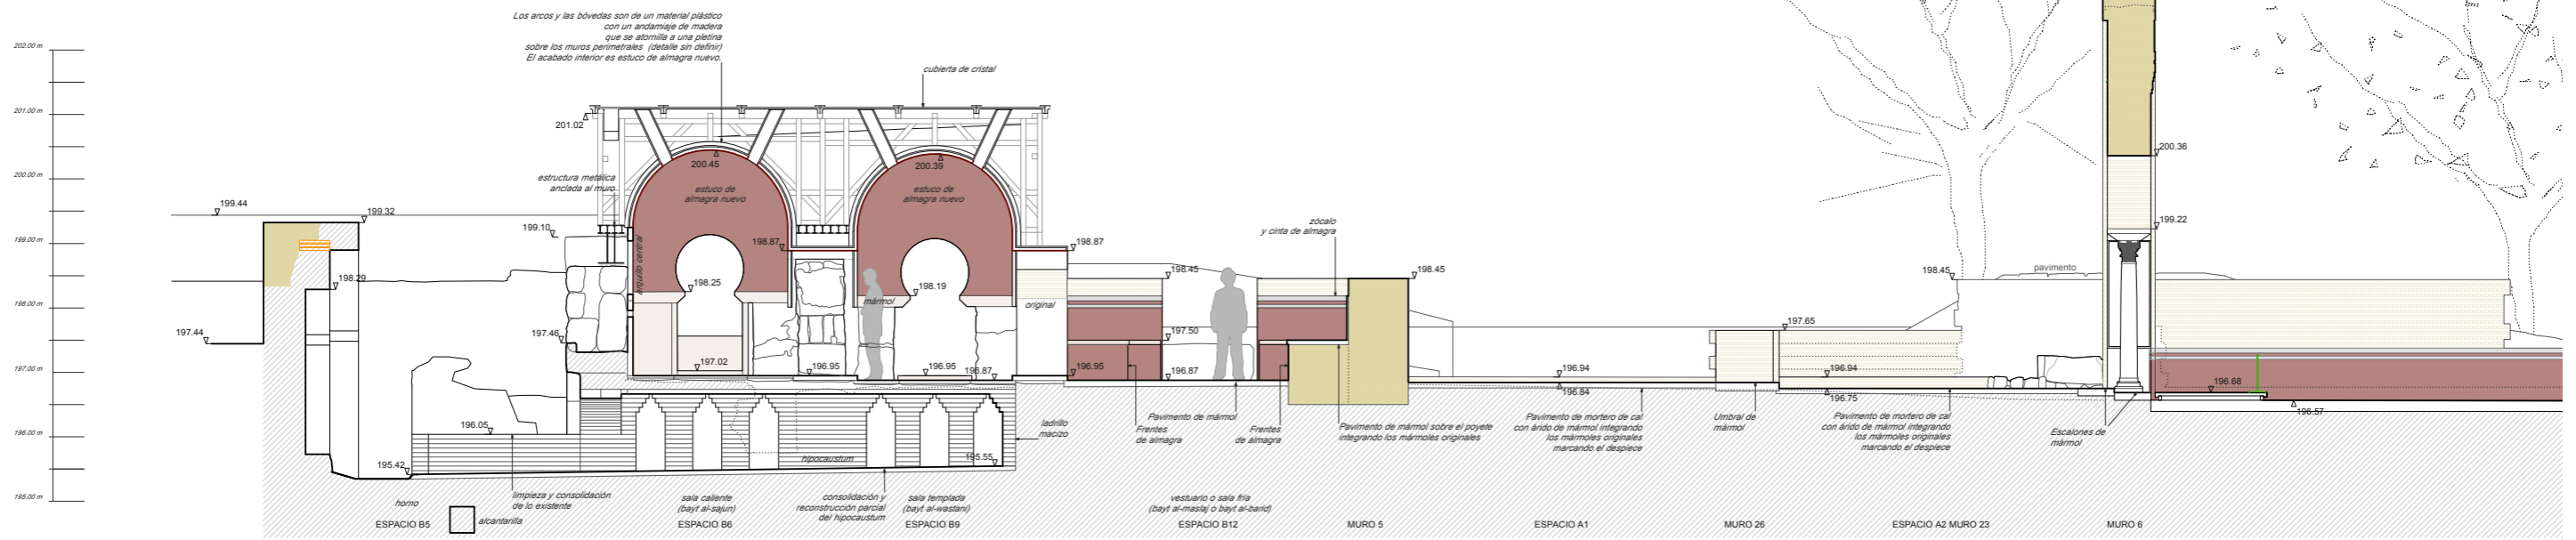 Los arcos y las bóvedas son de un material plástico
con un andamiaje de madera
que se atornilla a una pletina
sobre los muros perimetrales (detalle sin definir)
El acabado interior es estuco de almagra nuevo.
cubierta de cristal
202.00 m
201.00 m
200.00 m
199.00 m
198.00 m
197.00 m
196.00 m
195.00 m
201.02
200.45
200.39
estructura metálica
anclada al muro
estuco de
almagra nuevo
estuco de
almagra nuevo
199.44
199.32
199.10
arquillo central
198.87
198.87
zócalo
y cinta de almagra
200.36
199.22
198.29
198.25
mármol
198.19
original
198.45
198.45
198.45
pavimento
197.44
197.46
197.50
197.65
197.02
196.95
196.95
196.87
196.95
196.87
196.94
196.84
196.94
196.75
196.68
196.57
196.05
195.42
hipocaustum
195.55
ladrillo
macizo
Frentes
de almagra
Pavimento de mármol
Frentes
de almagra
Pavimento de mármol sobre el poyete
integrando los mármoles originales
Pavimento de mortero de cal
con árido de mármol integrando
los mármoles originales
marcando el despiece
Umbral de
mármol
Pavimento de mortero de cal
con árido de mármol integrando
los mármoles originales
marcando el despiece
Escalones de
mármol
horno
ESPACIO B5
alcantarilla
limpieza y consolidación
de lo existente
sala caliente
(bayt al-sajun)
ESPACIO B6
consolidación y
reconstrucción parcial
del hipocaustum
sala templada
(bayt al-wastani)
ESPACIO B9
vestuario o sala fría
(bayt al-maslaj o bayt al-barid)
ESPACIO B12
MURO 5
ESPACIO A1
MURO 26
ESPACIO A2 MURO 23
MURO 6